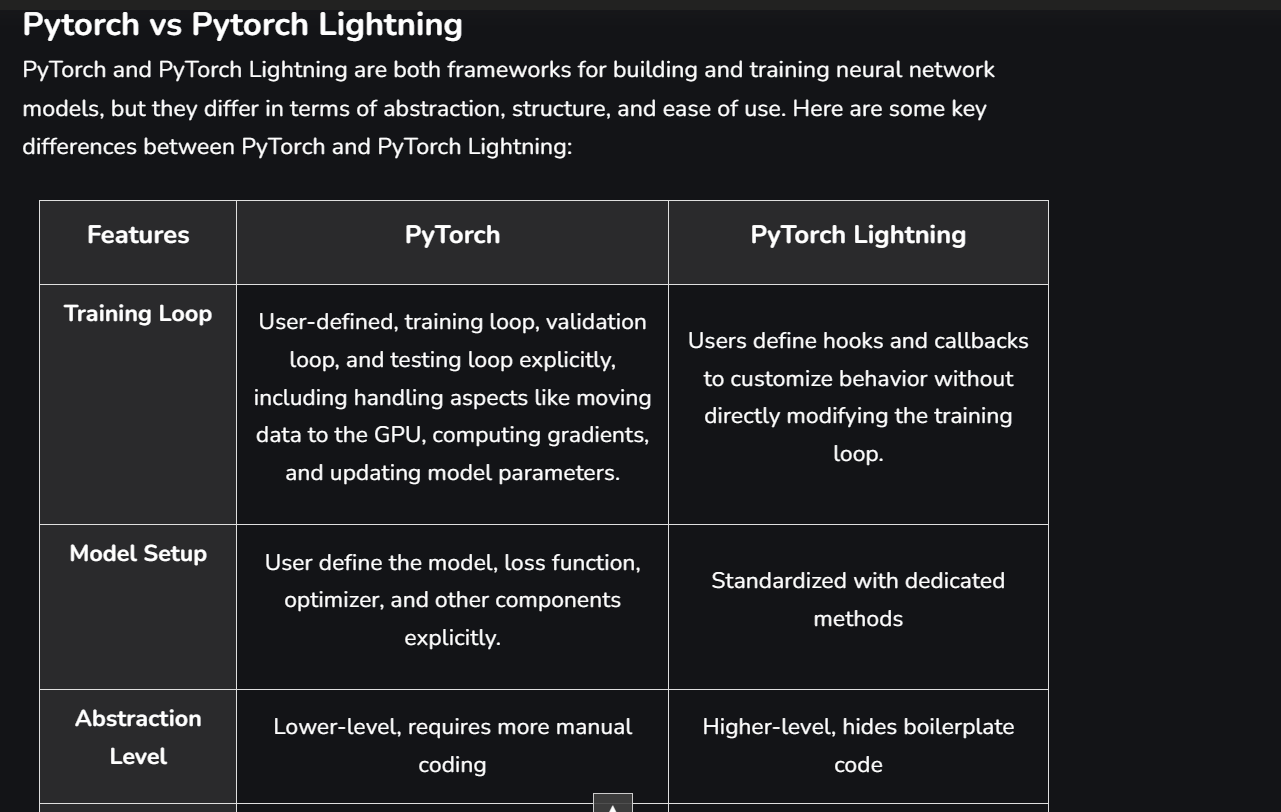 Pytorch vs Pytorch Lightning
PyTorch and PyTorch Lightning are both frameworks for building and training neural network
models, but they differ in terms of abstraction, structure, and ease of use. Here are some key
differences between PyTorch and PyTorch Lightning:
Features
PyTorch
PyTorch Lightning
Training Loop
User-defined, training loop, validation
loop, and testing loop explicitly,
including handling aspects like moving
data to the GPU, computing gradients,
and updating model parameters.
Users define hooks and callbacks
to customize behavior without
directly modifying the training
loop.
Model Setup
User define the model, loss function,
optimizer, and other components
explicitly.
Standardized with dedicated
methods
Abstraction
Level
Lower-level, requires more manual
coding
Higher-level, hides boilerplate
code